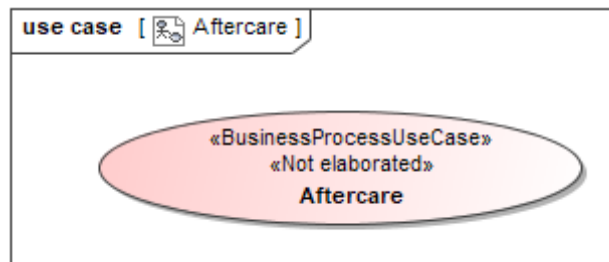 use case [ Aftercare ]
«BusinessProcessUseCase»
«Not elaborated»
Aftercare